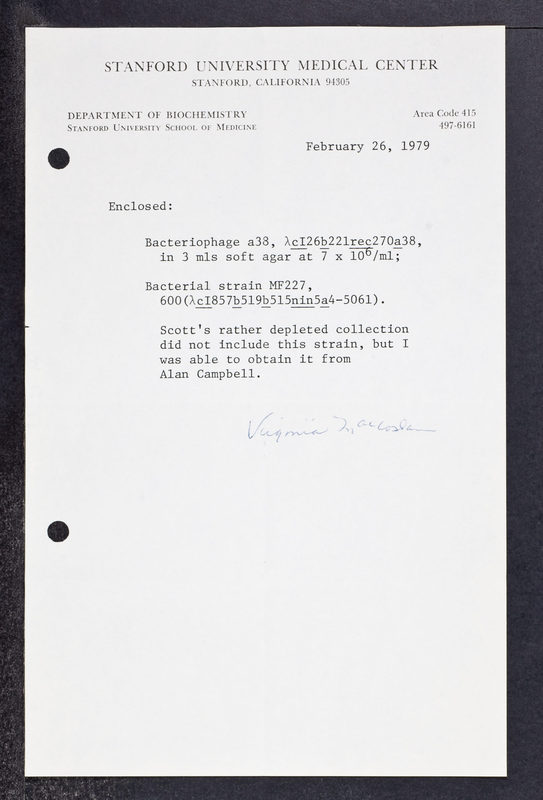 STANFORD UNIVERSITY MEDICAL CENTER
STANFORD, CALIFORNIA 94305
DEPARTMENT OF BIOCHEMISTRY
STANFORD UNIVERSITY SCHOOL OF MEDICINE
Area Code 415
497-6161
February 26, 1979
Enclosed:
Bacteriophage a38, λcI26b221rec270a38,
in 3 mls soft agar at 7 x 10⁶/ml;
Bacterial strain MF227,
600(λcI857b519b515nin5a4-5061).
Scott's rather depleted collection
did not include this strain, but I
was able to obtain it from
Alan Campbell.
Virginia